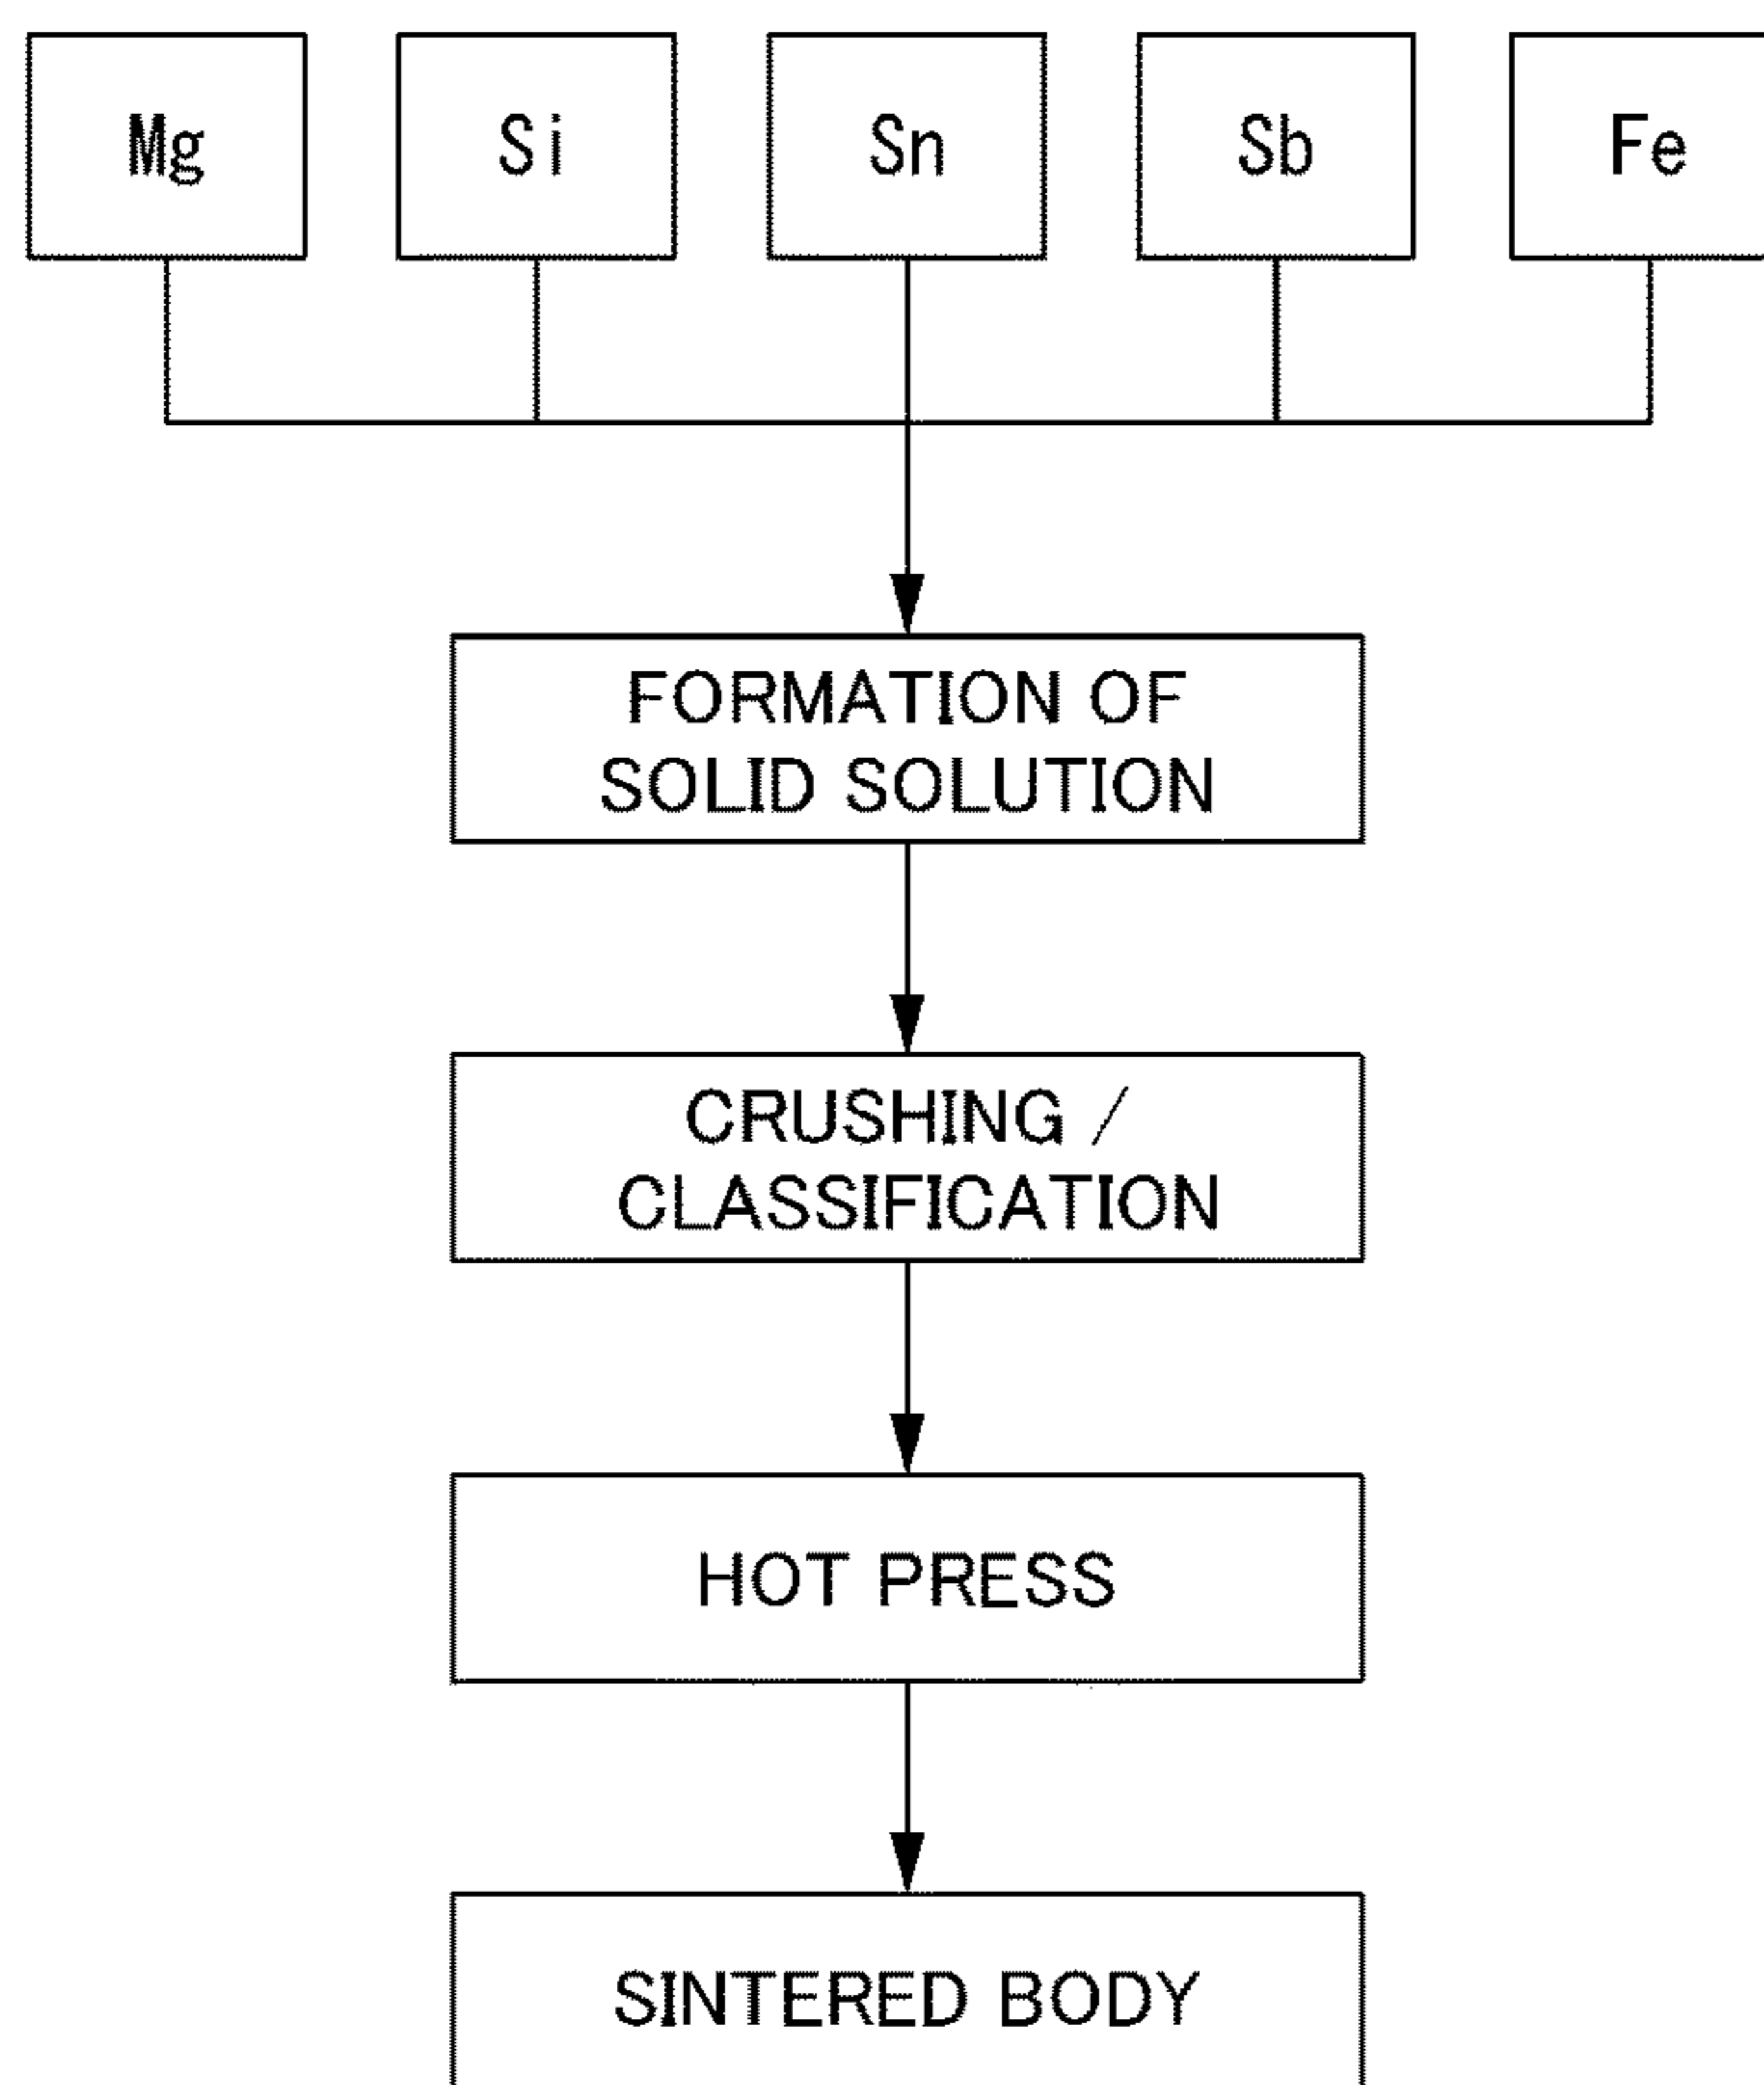 Mg Si Sn Sb Fe
FORMATION OF
SOLID SOLUTION
CRUSHING /
CLASSIFICATION
HOT PRESS
SINTERED BODY